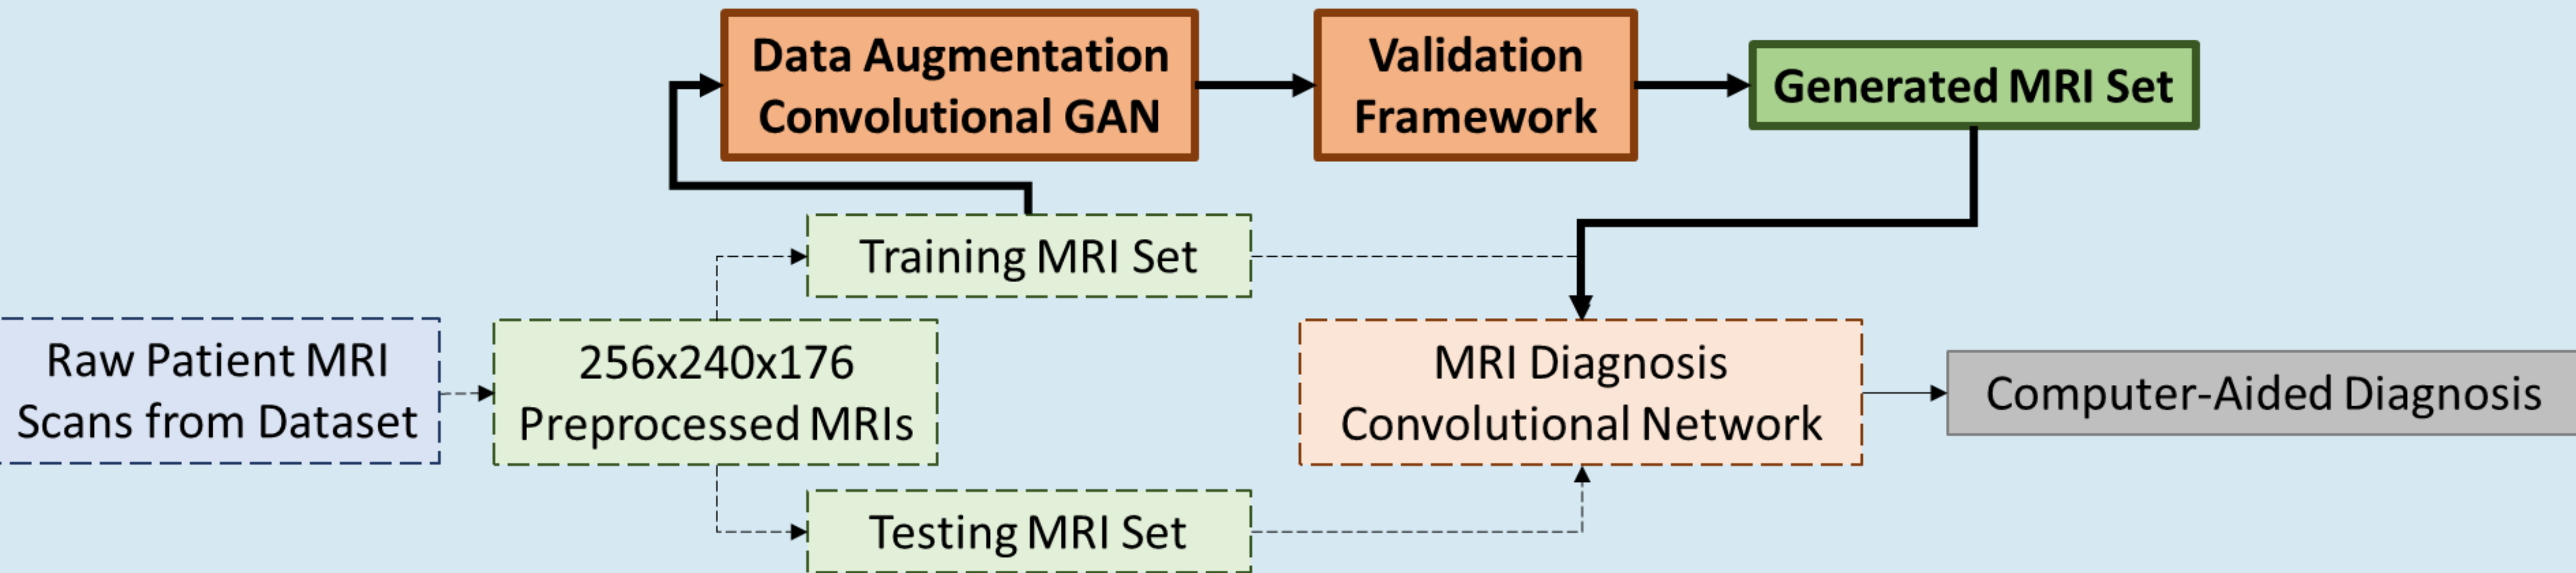 Data Augmentation
Convolutional GAN
Validation
Framework
Generated MRI Set
Training MRI Set
Raw Patient MRI
Scans from Dataset
256x240x176
Preprocessed MRIs
MRI Diagnosis
Convolutional Network
Computer-Aided Diagnosis
Testing MRI Set